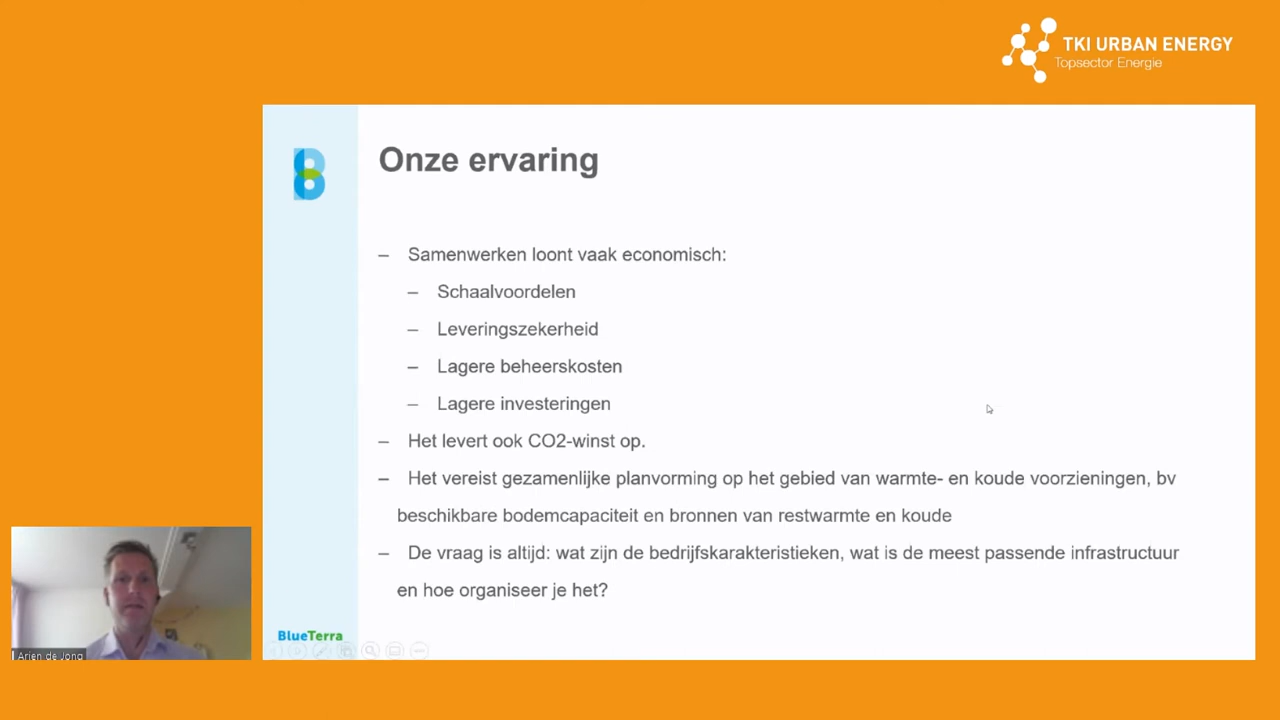 TKI URBAN ENERGY
Topsector Energie
Onze ervaring
– Samenwerken loont vaak economisch:
– Schaalvoordelen
– Leveringszekerheid
– Lagere beheerskosten
– Lagere investeringen
– Het levert ook CO2-winst op.
– Het vereist gezamenlijke planvorming op het gebied van warmte- en koude voorzieningen, bv
beschikbare bodemcapaciteit en bronnen van restwarmte en koude
– De vraag is altijd: wat zijn de bedrijfskarakteristieken, wat is de meest passende infrastructuur
en hoe organiseer je het?
BlueTerra
Arjen de Jong